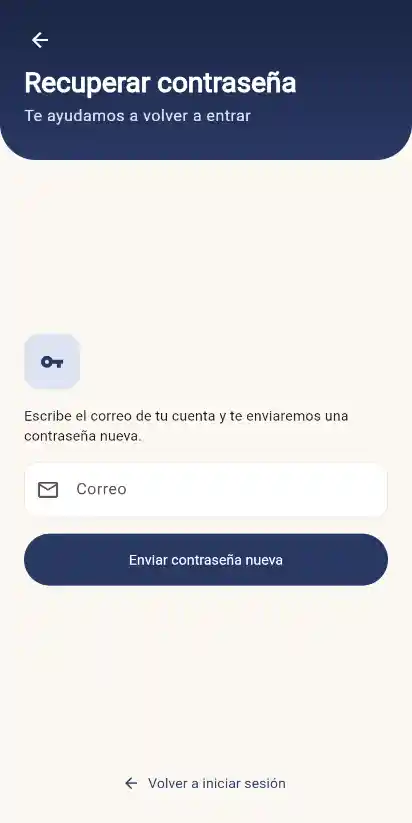 Recuperar contraseña
Te ayudamos a volver a entrar
Escribe el correo de tu cuenta y te enviaremos una
contraseña nueva.
Correo
Enviar contraseña nueva
Volver a iniciar sesión